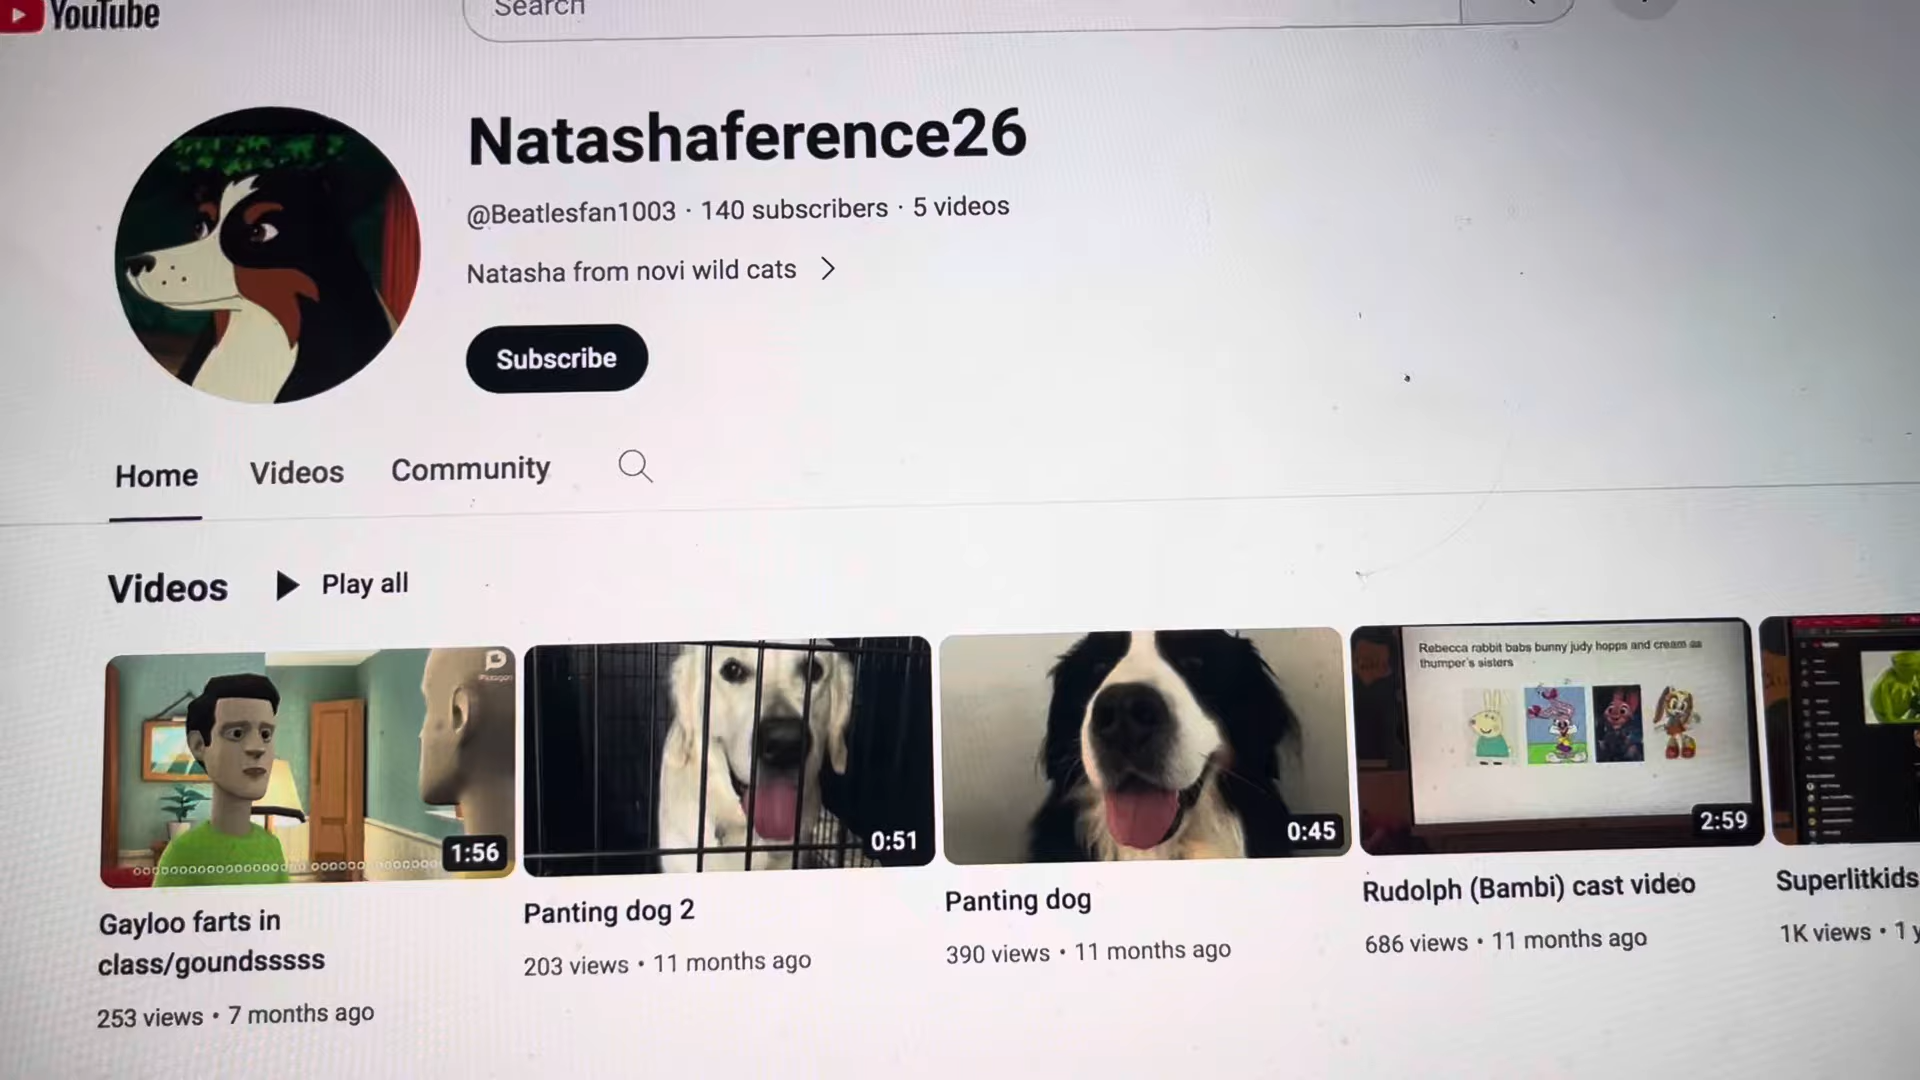 YouTube
Search
Natashaference26
@Beatlesfan1003 · 140 subscribers · 5 videos
Natasha from novi wild cats
Subscribe
Home Videos Community
Videos Play all
Plotagon
1:56
0:51
0:45
Rebecca rabbit babs bunny judy hopps and cream as
thumper's sisters
2:59
Gayloo farts in
class/goundsssss
253 views • 7 months ago
Panting dog 2
203 views • 11 months ago
Panting dog
390 views • 11 months ago
Rudolph (Bambi) cast video
686 views • 11 months ago
Superlitkids
1K views • 1 y